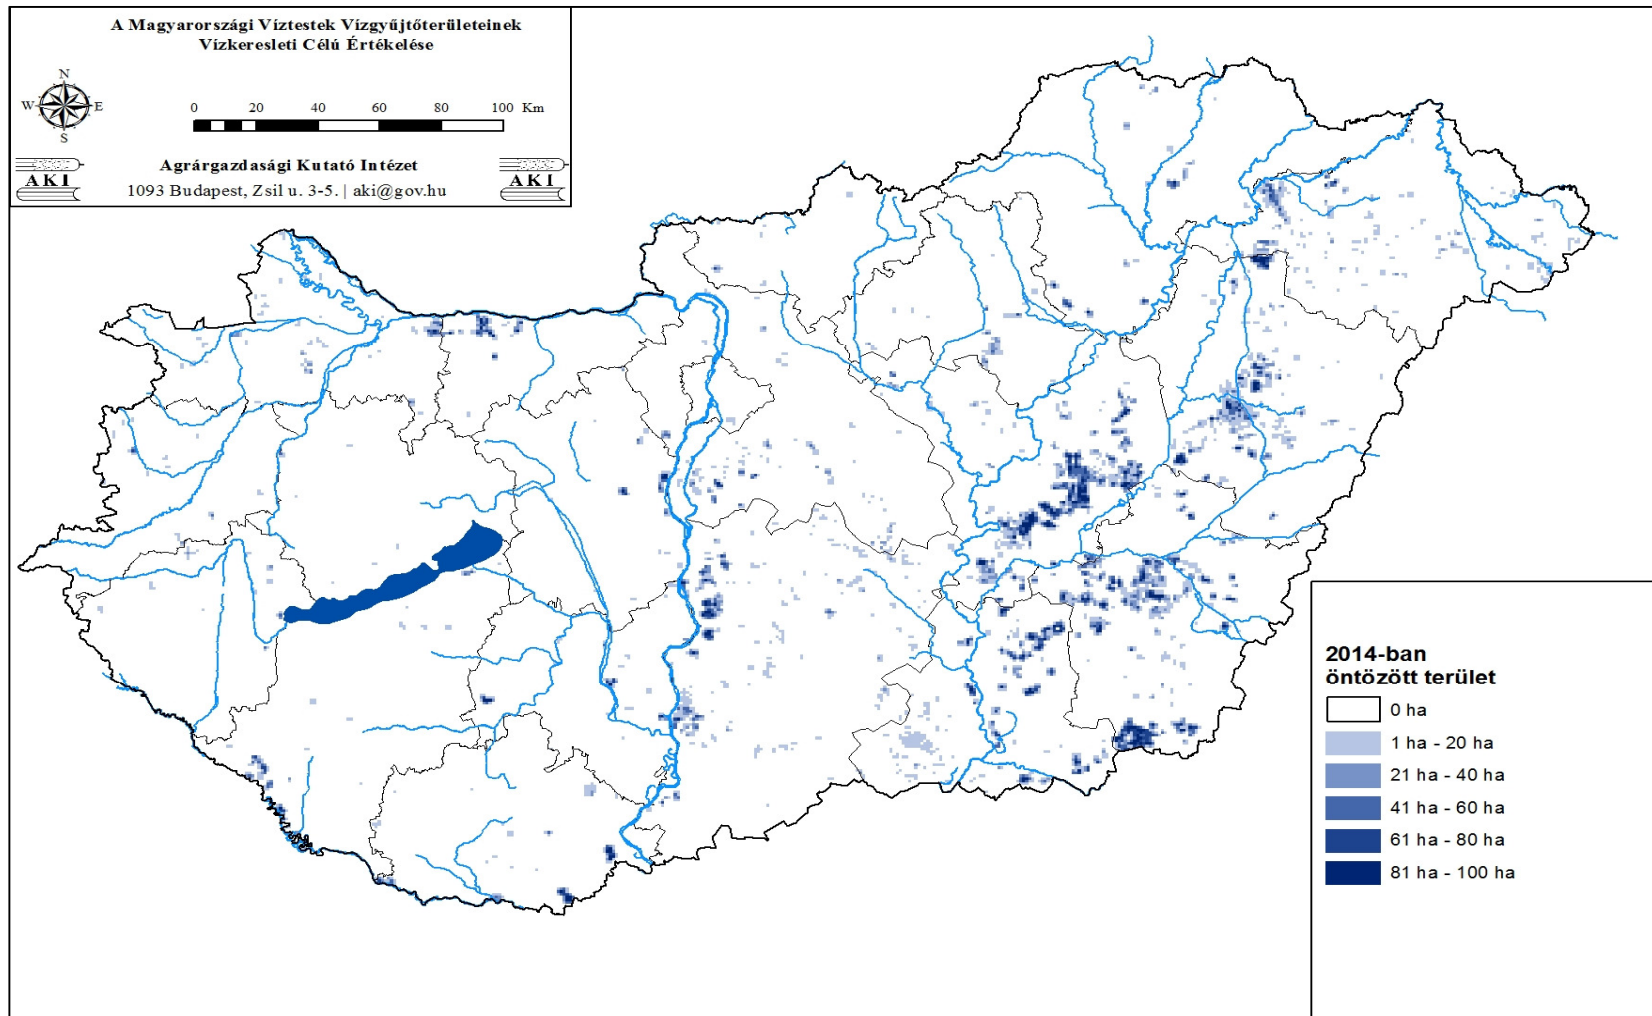 A Magyarországi Víztestek Vízgyűjtőterületeinek
Vízkeresleti Célú Értékelése
N
W E
S
0 20 40 60 80 100 Km
AKI
Agrárgazdasági Kutató Intézet
1093 Budapest, Zsil u. 3-5. | aki@gov.hu
AKI
2014-ban
öntözött terület
0 ha
1 ha - 20 ha
21 ha - 40 ha
41 ha - 60 ha
61 ha - 80 ha
81 ha - 100 ha